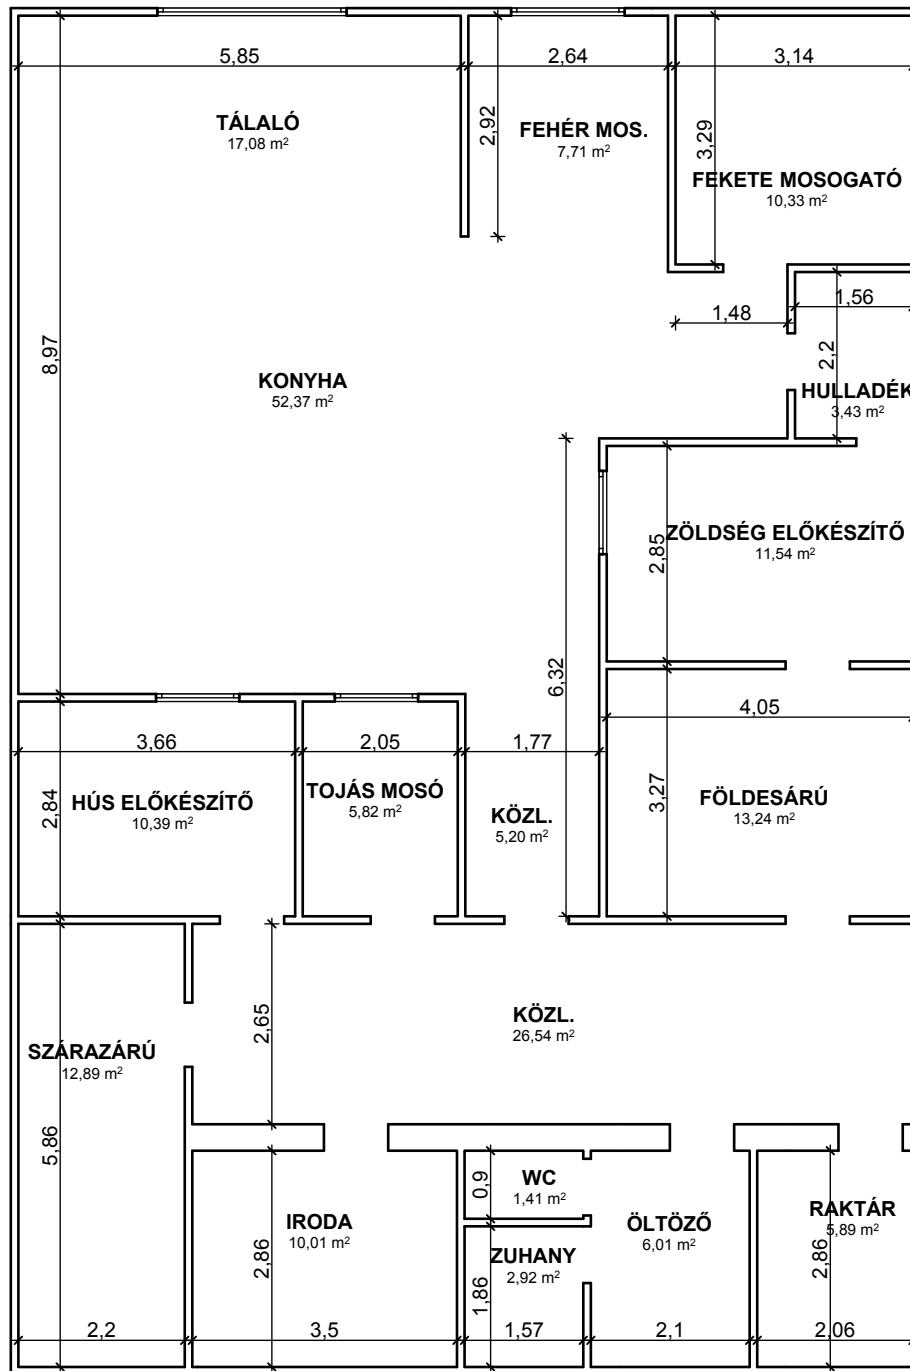 5,85
2,64
3,14
TÁLALÓ
17,08 m²
2,92
FEHÉR MOS.
7,71 m²
3,29
FEKETE MOSOGATÓ
10,33 m²
1,48
1,56
8,97
2,2
KONYHA
52,37 m²
HULLADÉK
3,43 m²
ZÖLDSÉG ELŐKÉSZÍTŐ
11,54 m²
2,85
6,32
4,05
3,66
2,05
1,77
2,84
HÚS ELŐKÉSZÍTŐ
10,39 m²
TOJÁS MOSÓ
5,82 m²
KÖZL.
5,20 m²
3,27
FÖLDESÁRÚ
13,24 m²
2,65
KÖZL.
26,54 m²
SZÁRAZÁRÚ
12,89 m²
5,86
0,9
WC
1,41 m²
IRODA
10,01 m²
2,86
ZUHANY
2,92 m²
1,86
ÖLTÖZŐ
6,01 m²
RAKTÁR
5,89 m²
2,86
2,2
3,5
1,57
2,1
2,06